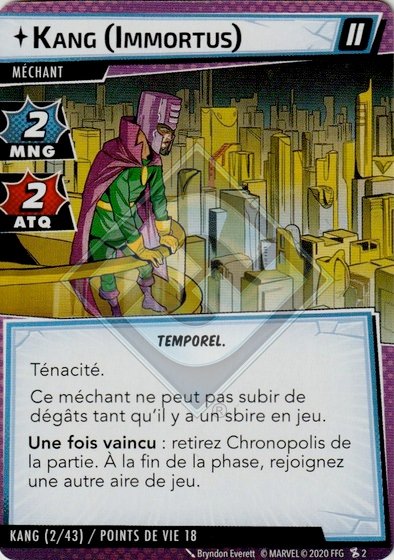 ✦Kang (Immortus)
II
MÉCHANT
2
MNG
2
ATQ
TEMPOREL.
Ténacité.
Ce méchant ne peut pas subir de
dégâts tant qu'il y a un sbire en jeu.
Une fois vaincu : retirez Chronopolis de
la partie. À la fin de la phase, rejoignez
une autre aire de jeu.
KANG (2/43) / POINTS DE VIE 18
Bryndon Everett © MARVEL © 2020 FFG 2